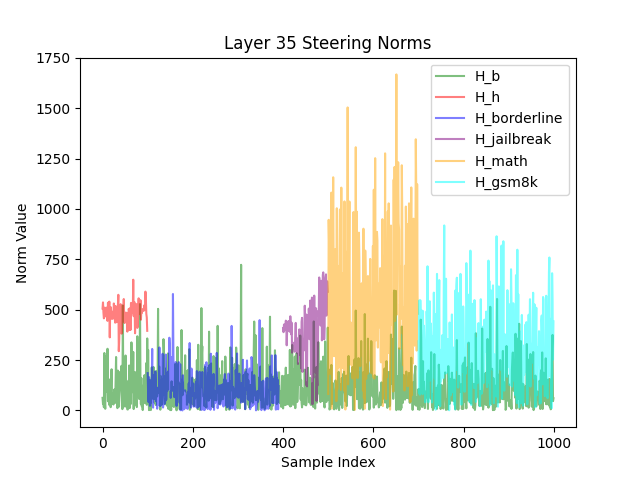 Layer 35 Steering Norms
Norm Value
1750
1500
1250
1000
750
500
250
0
H_b
H_h
H_borderline
H_jailbreak
H_math
H_gsm8k
0
200
400
600
800
1000
Sample Index